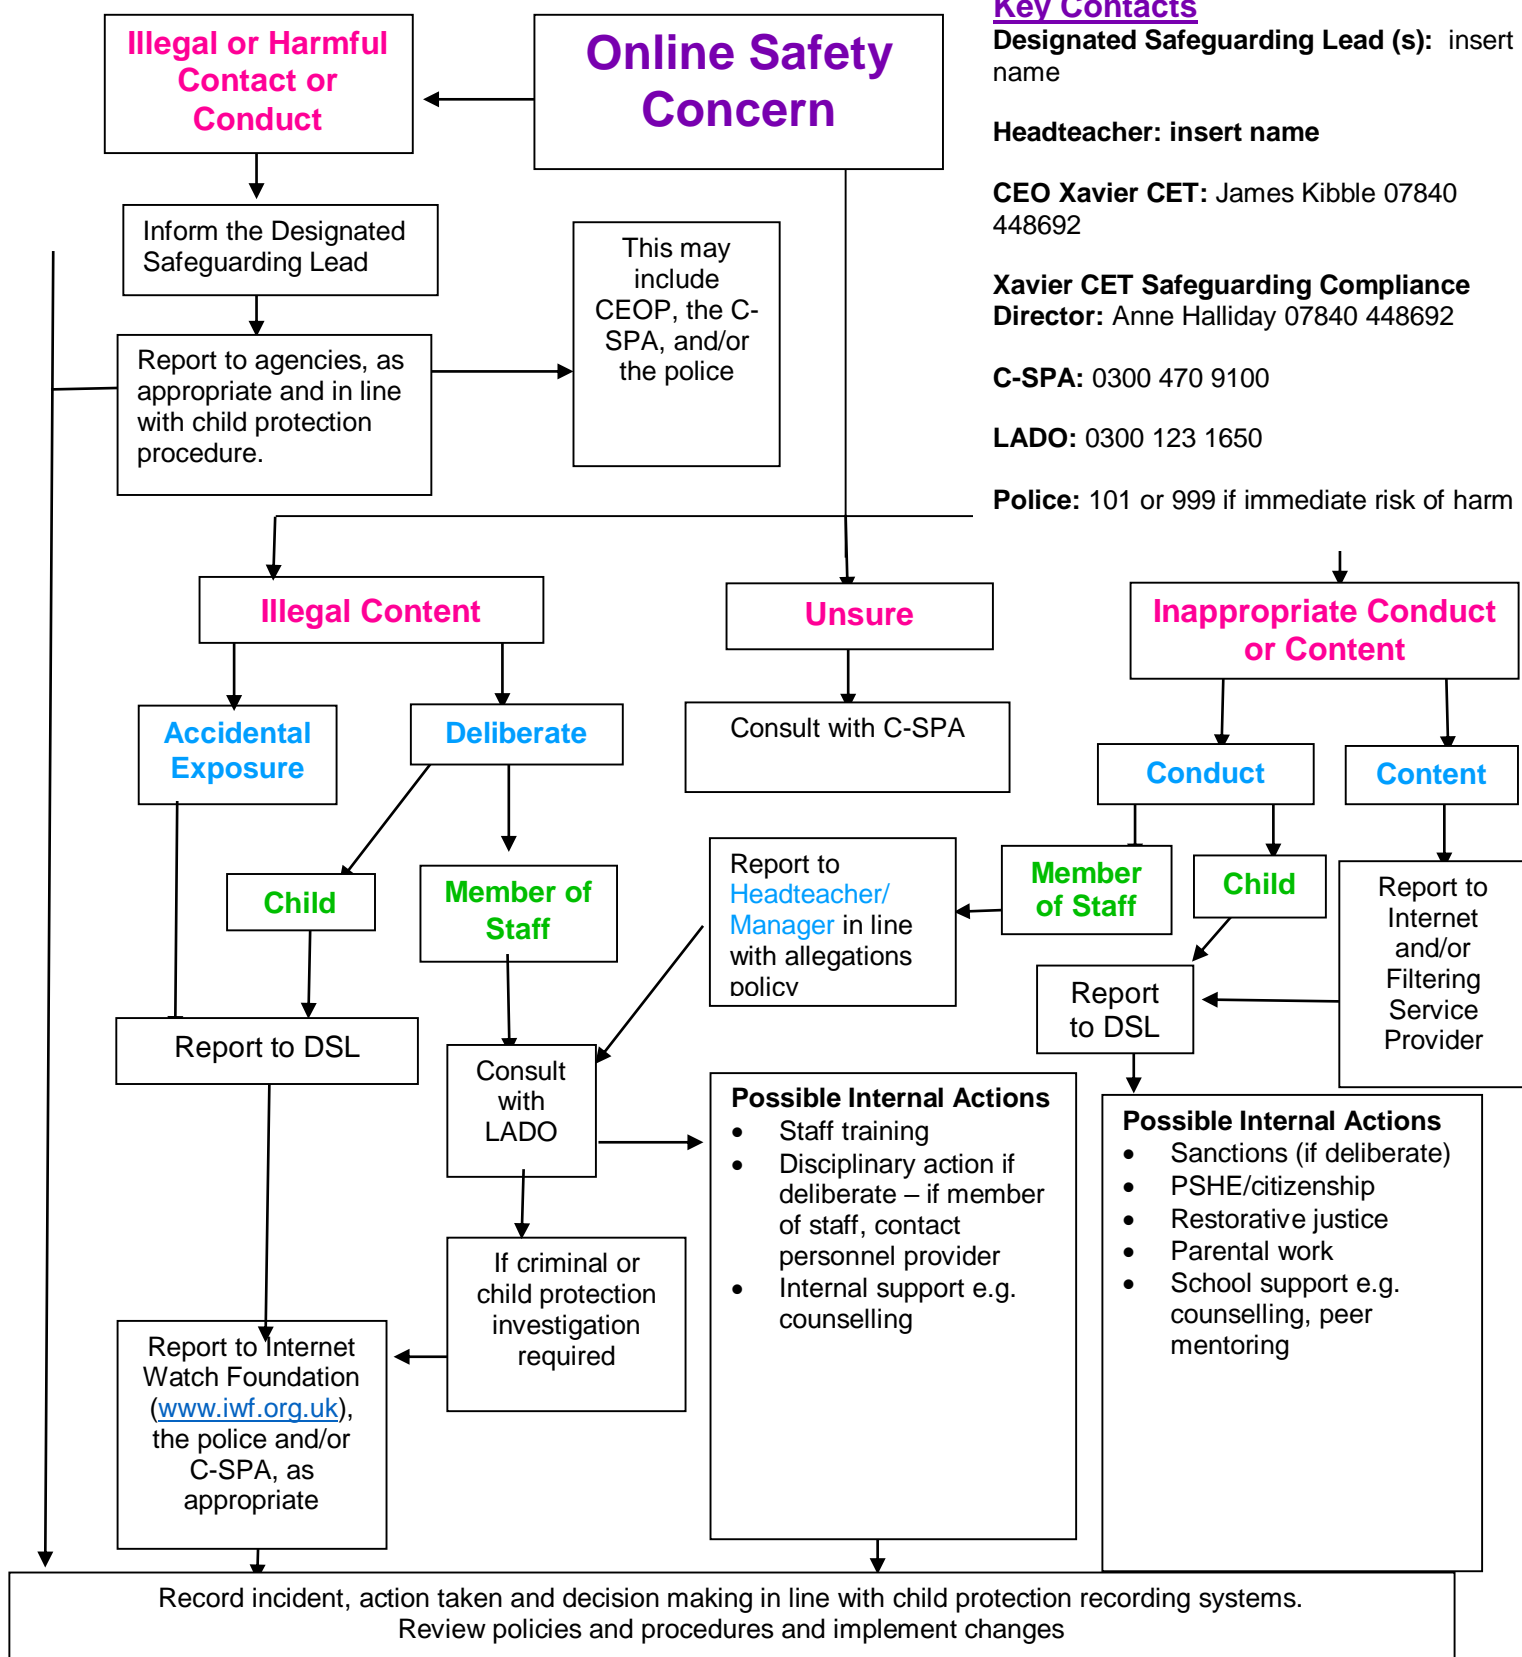 Illegal or Harmful
Contact or
Conduct
Online Safety
Concern
Key Contacts
Designated Safeguarding Lead (s): insert
name
Headteacher: insert name
CEO Xavier CET: James Kibble 07840
448692
Xavier CET Safeguarding Compliance
Director: Anne Halliday 07840 448692
C-SPA: 0300 470 9100
LADO: 0300 123 1650
Police: 101 or 999 if immediate risk of harm
Inform the Designated
Safeguarding Lead
This may
include
CEOP, the C-
SPA, and/or
the police
Report to agencies, as
appropriate and in line
with child protection
procedure.
Illegal Content
Unsure
Inappropriate Conduct
or Content
Accidental
Exposure
Deliberate
Consult with C-SPA
Conduct
Content
Child
Member of
Staff
Report to
Headteacher/
Manager in line
with allegations
policy
Member
of Staff
Child
Report to
Internet
and/or
Filtering
Service
Provider
Report to DSL
Consult
with
LADO
Report
to DSL
Possible Internal Actions
• Staff training
• Disciplinary action if
deliberate – if member
of staff, contact
personnel provider
• Internal support e.g.
counselling
Possible Internal Actions
• Sanctions (if deliberate)
• PSHE/citizenship
• Restorative justice
• Parental work
• School support e.g.
counselling, peer
mentoring
If criminal or
child protection
investigation
required
Report to Internet
Watch Foundation
(www.iwf.org.uk),
the police and/or
C-SPA, as
appropriate
Record incident, action taken and decision making in line with child protection recording systems.
Review policies and procedures and implement changes